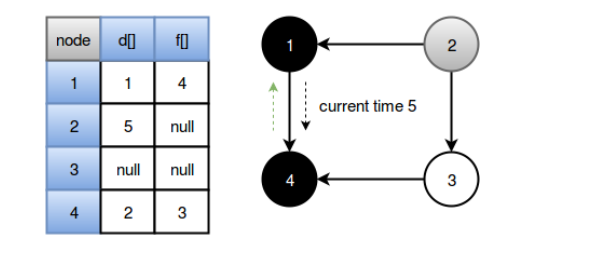 node d[] f[]
1 1 4
2 5 null
3 null null
4 2 3
1 2
current time 5
4 3